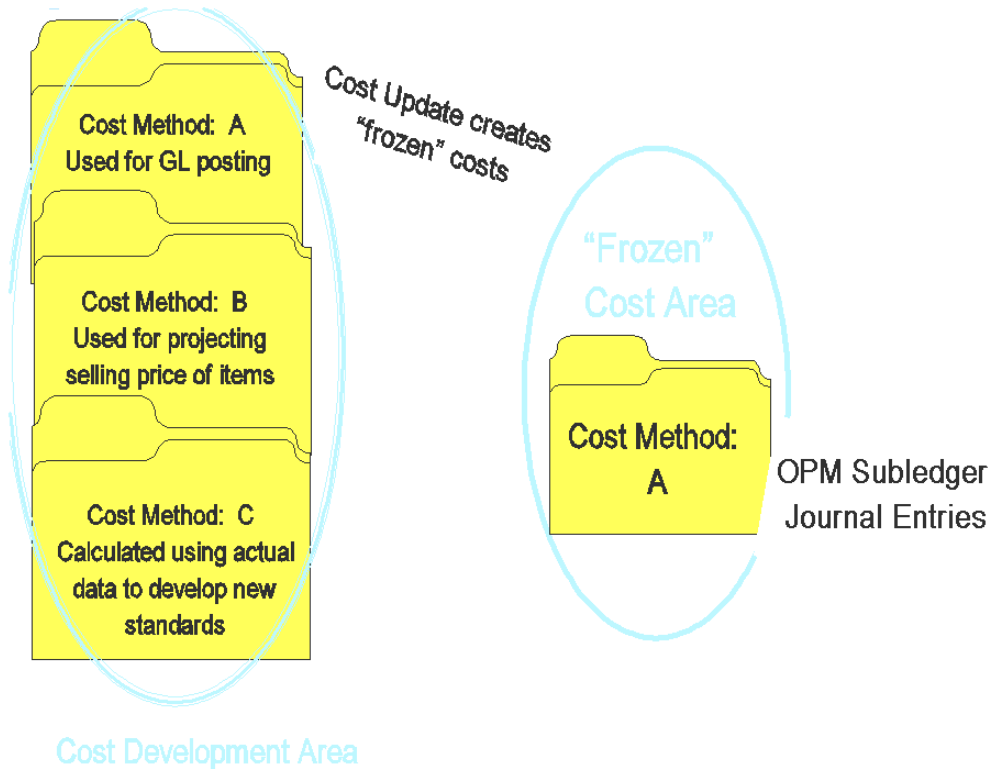 Cost Method: A
Used for GL posting
Cost Method: B
Used for projecting
selling price of items
Cost Method: C
Calculated using actual
data to develop new
standards
Cost Development Area
Cost Update creates
“frozen” costs
“Frozen”
Cost Area
Cost Method:
A
OPM Subledger
Journal Entries